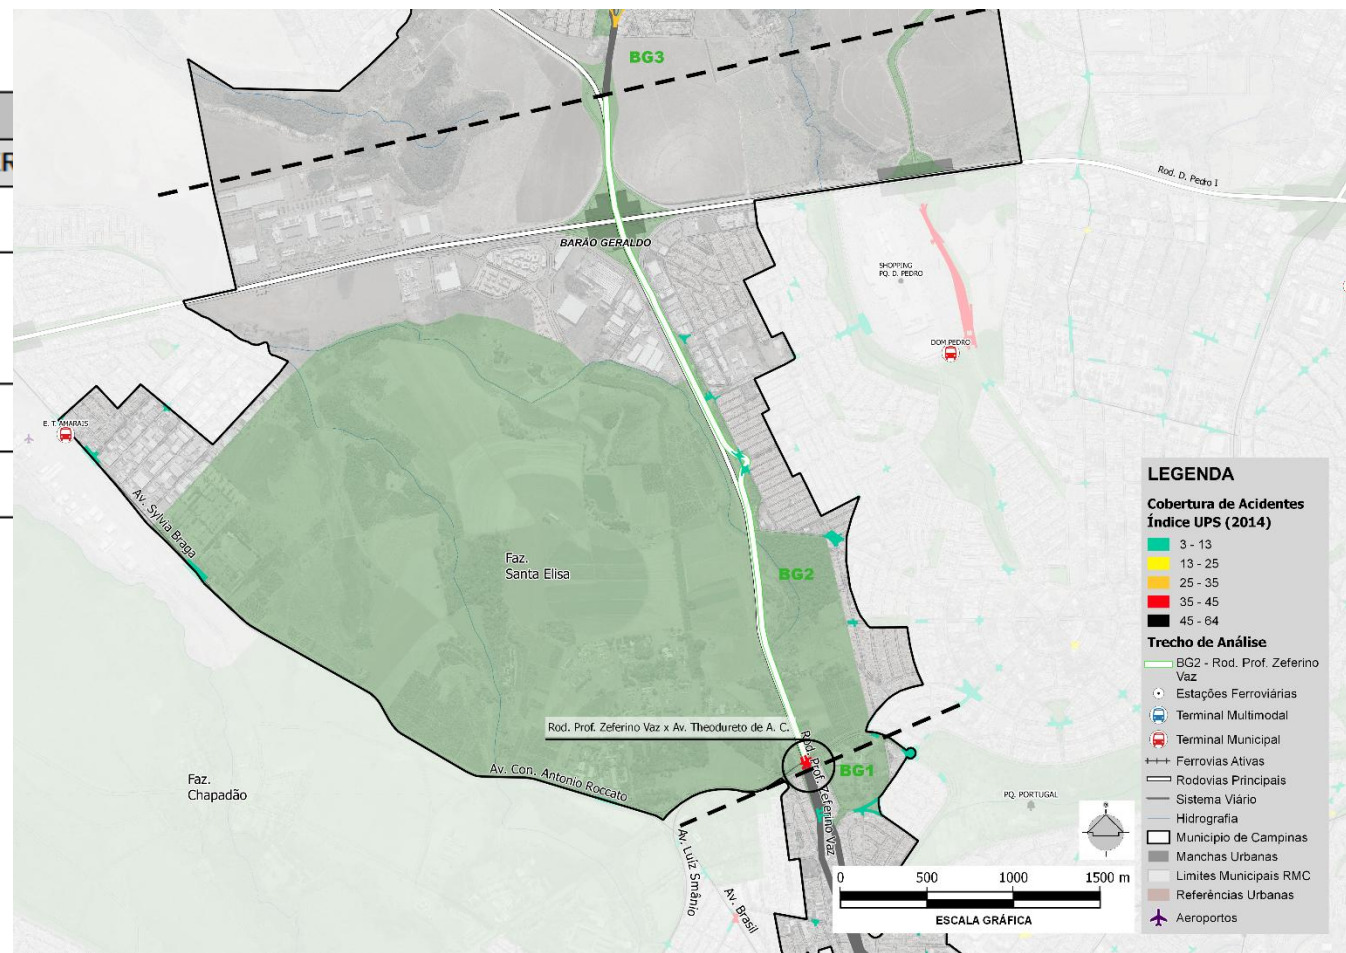 BG3
R
Rod. D. Pedro I
BARÃO GERALDO
SHOPPING
PQ. D. PEDRO
DOM PEDRO
E. T. AMARAIS
Av. Sylvia Braga
Faz.
Santa Elisa
BG2
Rod. Prof. Zeferino Vaz x Av. Theodureto de A. C.
Rod. Prof. Zeferino Vaz
BG1
Av. Con. Antonio Roccato
Faz.
Chapadão
PQ. PORTUGAL
Av. Luíz Smânio
Av. Brasil
LEGENDA
Cobertura de Acidentes
Índice UPS (2014)
3 - 13
13 - 25
25 - 35
35 - 45
45 - 64
Trecho de Análise
BG2 - Rod. Prof. Zeferino
Vaz
Estações Ferroviárias
Terminal Multimodal
Terminal Municipal
Ferrovias Ativas
Rodovias Principais
Sistema Viário
Hidrografia
Municipio de Campinas
Manchas Urbanas
Limites Municipais RMC
Referências Urbanas
Aeroportos
0 500 1000 1500 m
ESCALA GRÁFICA